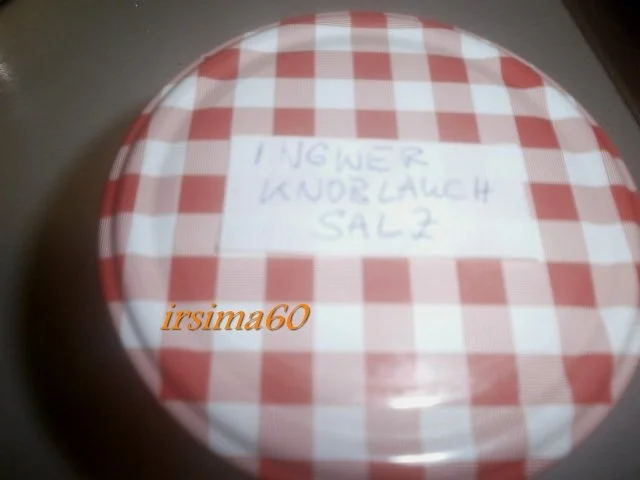 INGWER
KNOBLAUCH
SALZ
irsima60